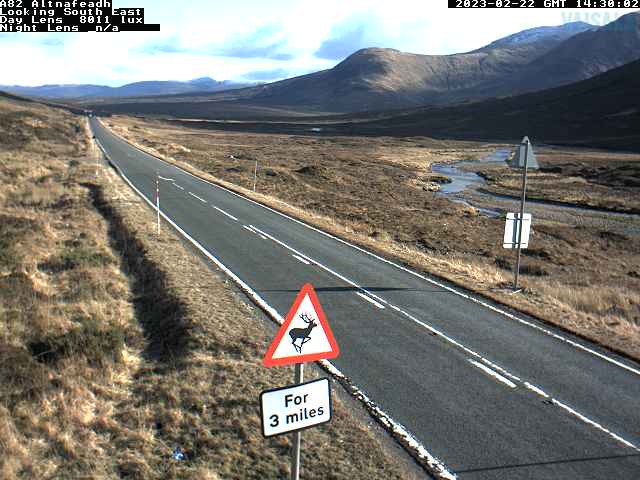 A82 Altnafeadh
Looking South East
Day Lens 8011 lux
Night Lens n/a
2023-02-22 GMT 14:30:02
VAISALA
For
3 miles